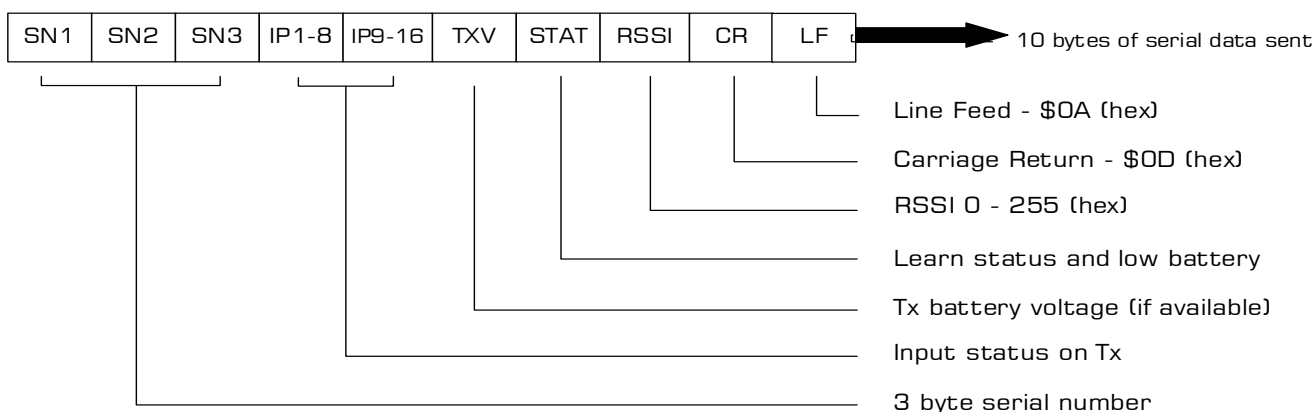 SN1 SN2 SN3 IP1-8 IP9-16 TXV STAT RSSI CR LF
10 bytes of serial data sent
Line Feed - $0A (hex)
Carriage Return - $0D (hex)
RSSI 0 - 255 (hex)
Learn status and low battery
Tx battery voltage (if available)
Input status on Tx
3 byte serial number